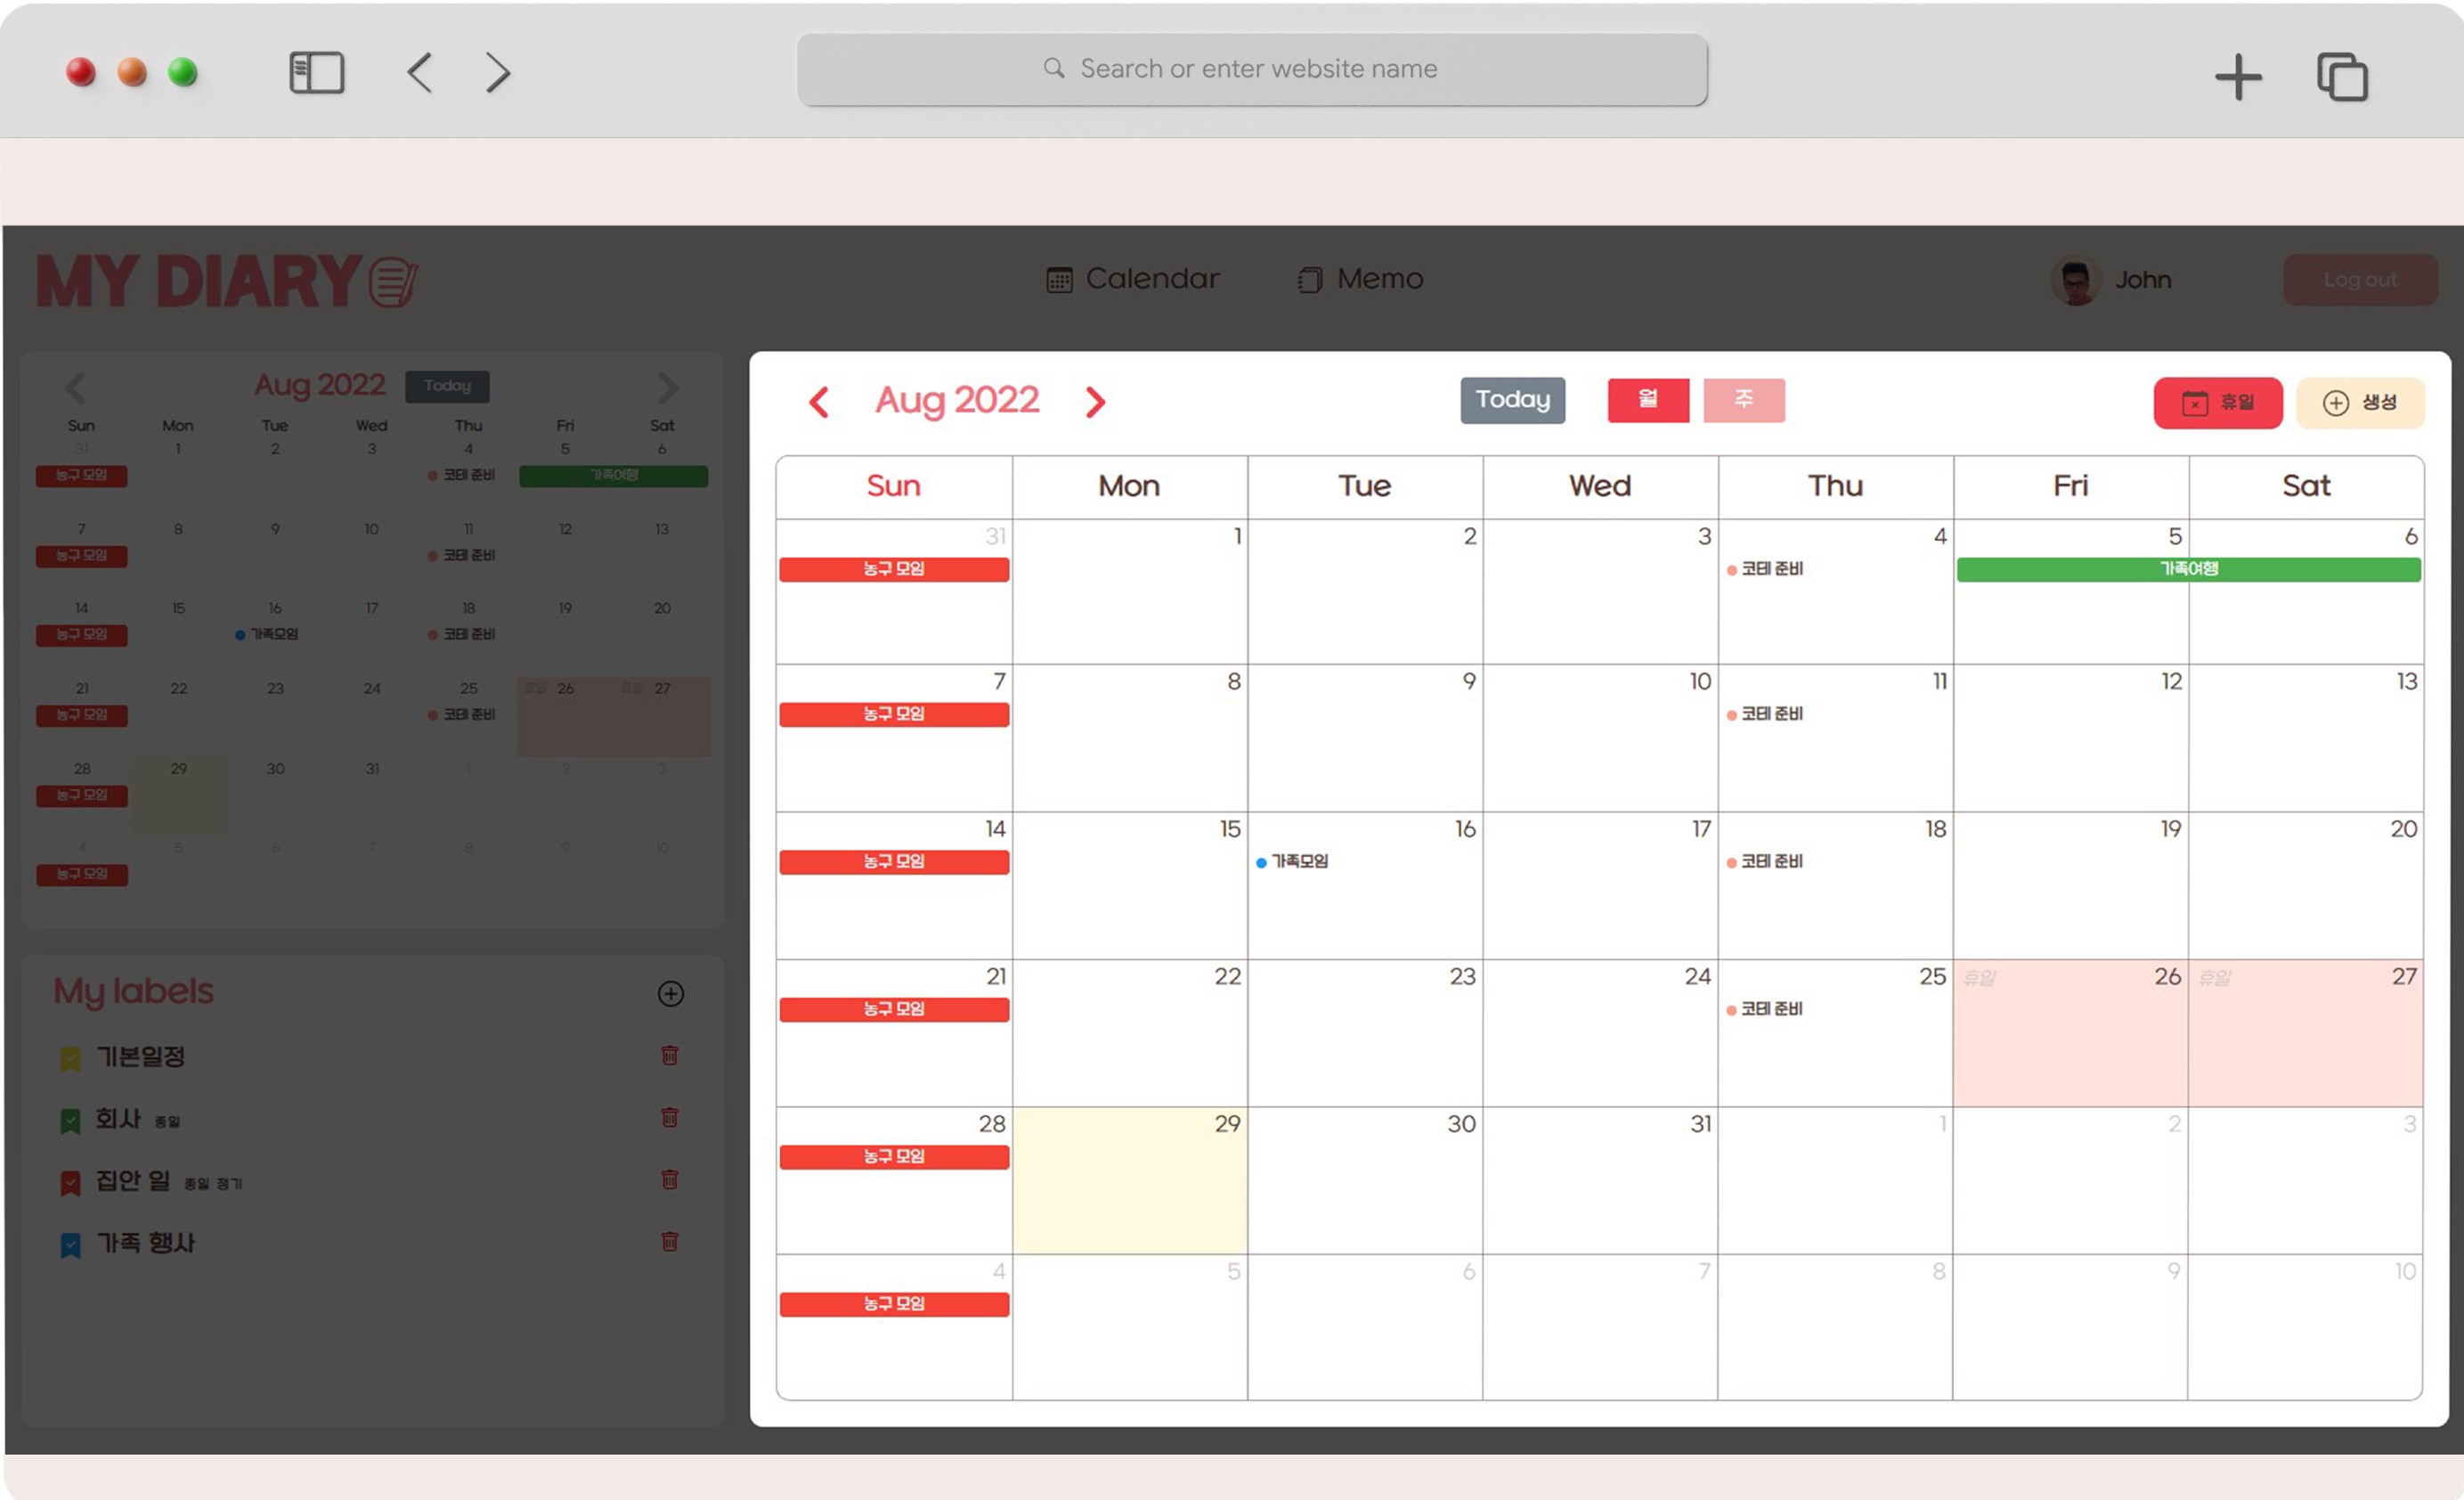 Search or enter website name
MY DIARY
Calendar
Memo
John
Log out
Aug 2022
Today
Sun Mon Tue Wed Thu Fri Sat
31 1 2 3 4 5 6
농구 모임 코테 준비 가족여행
7 8 9 10 11 12 13
농구 모임 코테 준비
14 15 16 17 18 19 20
농구 모임 가족모임 코테 준비
21 22 23 24 25 휴일 26 휴일 27
농구 모임 코테 준비
28 29 30 31 1 2 3
농구 모임
4 5 6 7 8 9 10
농구 모임
My labels
기본일정
회사 종일
집안 일 종일 정기
가족 행사
Aug 2022
Today
월
주
휴일
생성
Sun Mon Tue Wed Thu Fri Sat
31 1 2 3 4 5 6
농구 모임 코테 준비 가족여행
7 8 9 10 11 12 13
농구 모임 코테 준비
14 15 16 17 18 19 20
농구 모임 가족모임 코테 준비
21 22 23 24 25 휴일 26 휴일 27
농구 모임 코테 준비
28 29 30 31 1 2 3
농구 모임
4 5 6 7 8 9 10
농구 모임